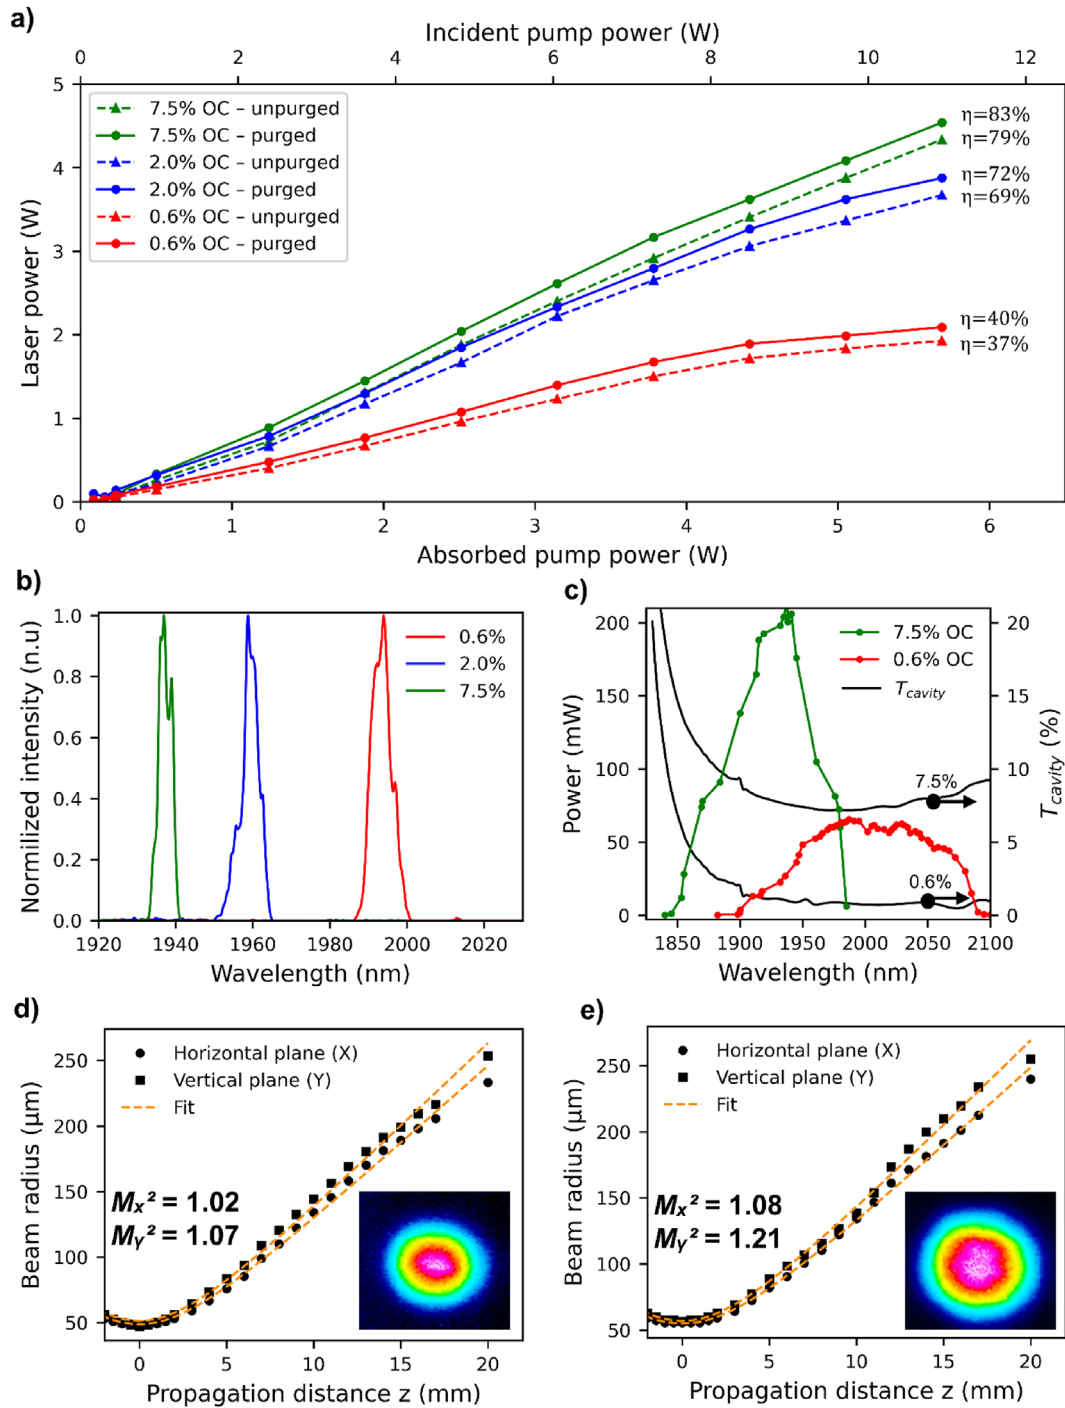 a)
Incident pump power (W)
0 2 4 6 8 10 12
5
4
3
2
1
0
Laser power (W)
7.5% OC – unpurged
7.5% OC – purged
2.0% OC – unpurged
2.0% OC – purged
0.6% OC – unpurged
0.6% OC – purged
η=83%
η=79%
η=72%
η=69%
η=40%
η=37%
0 1 2 3 4 5 6
Absorbed pump power (W)
b)
1.0
0.8
0.6
0.4
0.2
0.0
Normilized intensity (n.u)
0.6%
2.0%
7.5%
1920 1940 1960 1980 2000 2020
Wavelength (nm)
c)
200
150
100
50
0
Power (mW)
7.5% OC
0.6% OC
T_cavity
7.5%
0.6%
20
15
10
5
0
T_cavity (%)
1850 1900 1950 2000 2050 2100
Wavelength (nm)
d)
250
200
150
100
50
Beam radius (μm)
Horizontal plane (X)
Vertical plane (Y)
Fit
Mx² = 1.02
MY² = 1.07
0 5 10 15 20
Propagation distance z (mm)
e)
250
200
150
100
50
Beam radius (μm)
Horizontal plane (X)
Vertical plane (Y)
Fit
Mx² = 1.08
MY² = 1.21
0 5 10 15 20
Propagation distance z (mm)